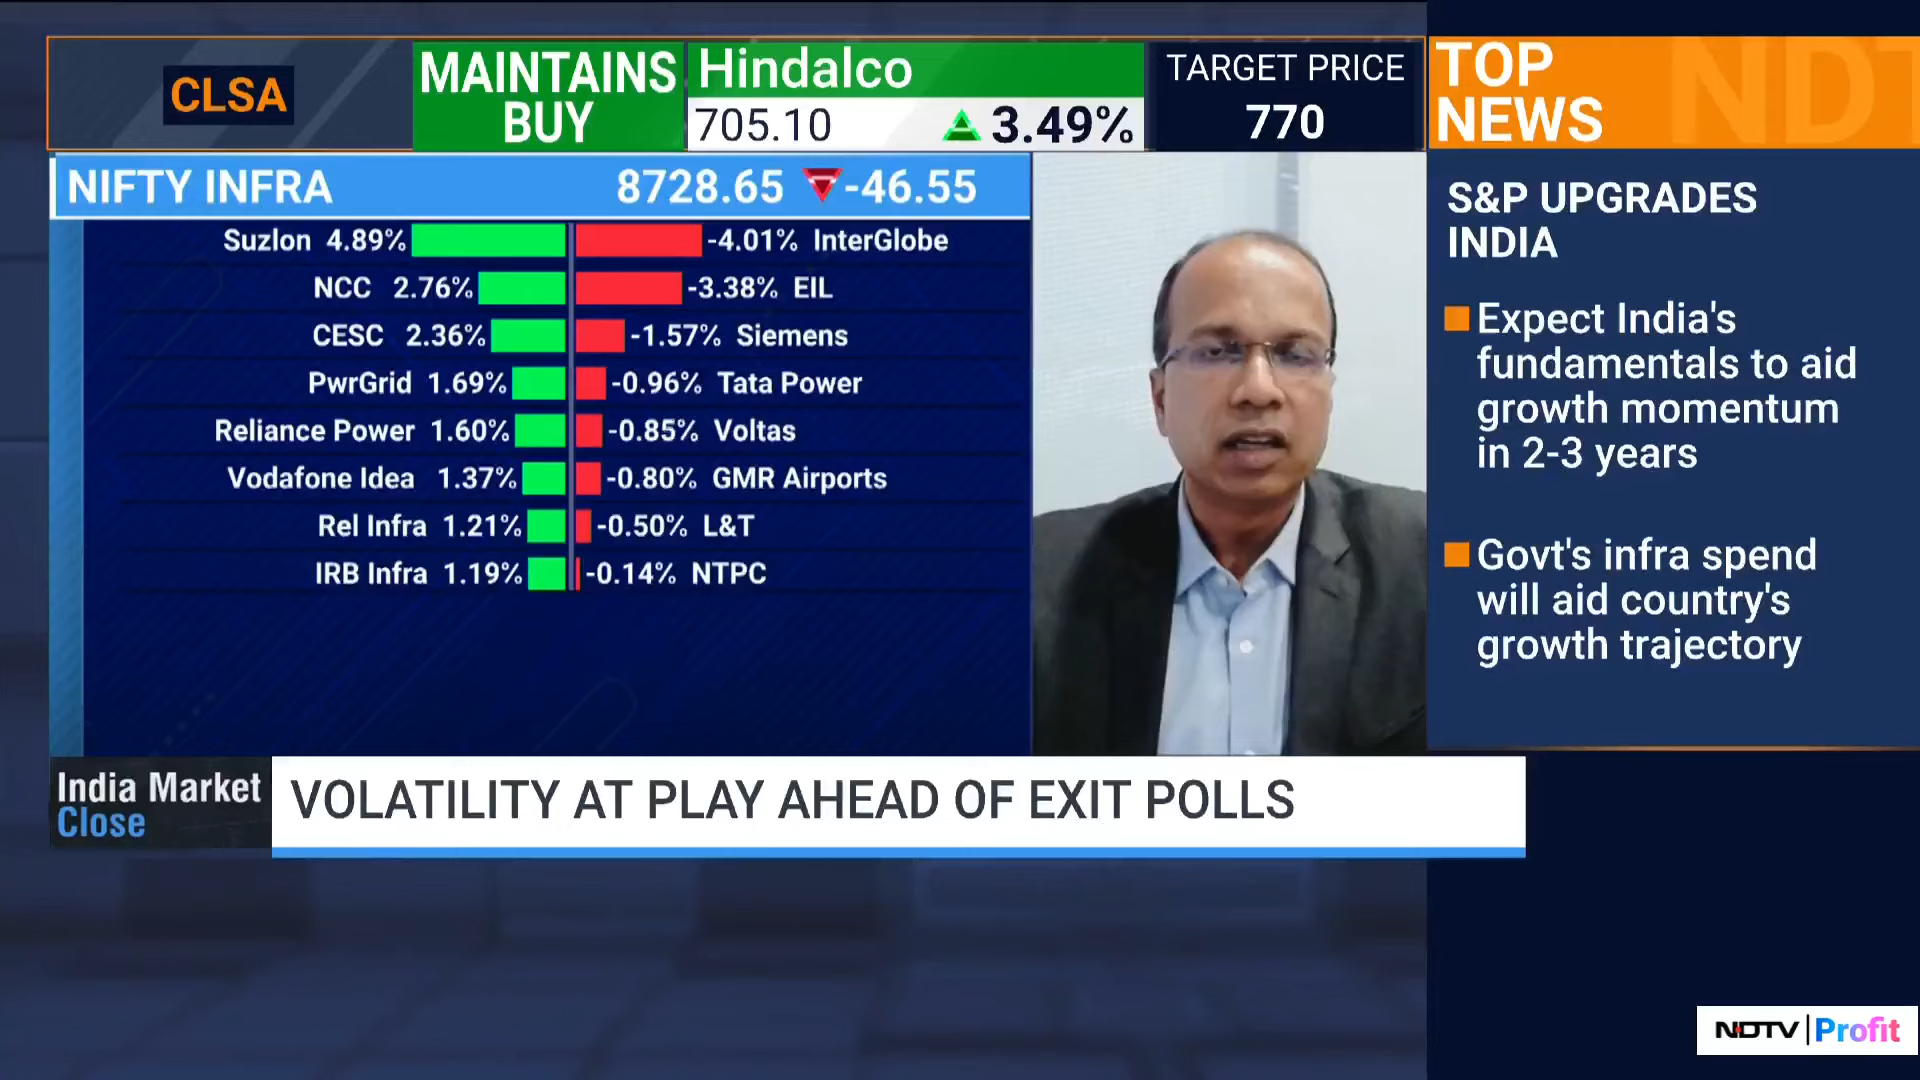 CLSA
MAINTAINS
BUY
Hindalco
705.10 3.49%
TARGET PRICE
770
TOP
NEWS
NDT
NIFTY INFRA 8728.65 -46.55
Suzlon 4.89% -4.01% InterGlobe
NCC 2.76% -3.38% EIL
CESC 2.36% -1.57% Siemens
PwrGrid 1.69% -0.96% Tata Power
Reliance Power 1.60% -0.85% Voltas
Vodafone Idea 1.37% -0.80% GMR Airports
Rel Infra 1.21% -0.50% L&T
IRB Infra 1.19% -0.14% NTPC
S&P UPGRADES
INDIA
Expect India's
fundamentals to aid
growth momentum
in 2-3 years
Govt's infra spend
will aid country's
growth trajectory
India Market
Close
VOLATILITY AT PLAY AHEAD OF EXIT POLLS
NDTV Profit